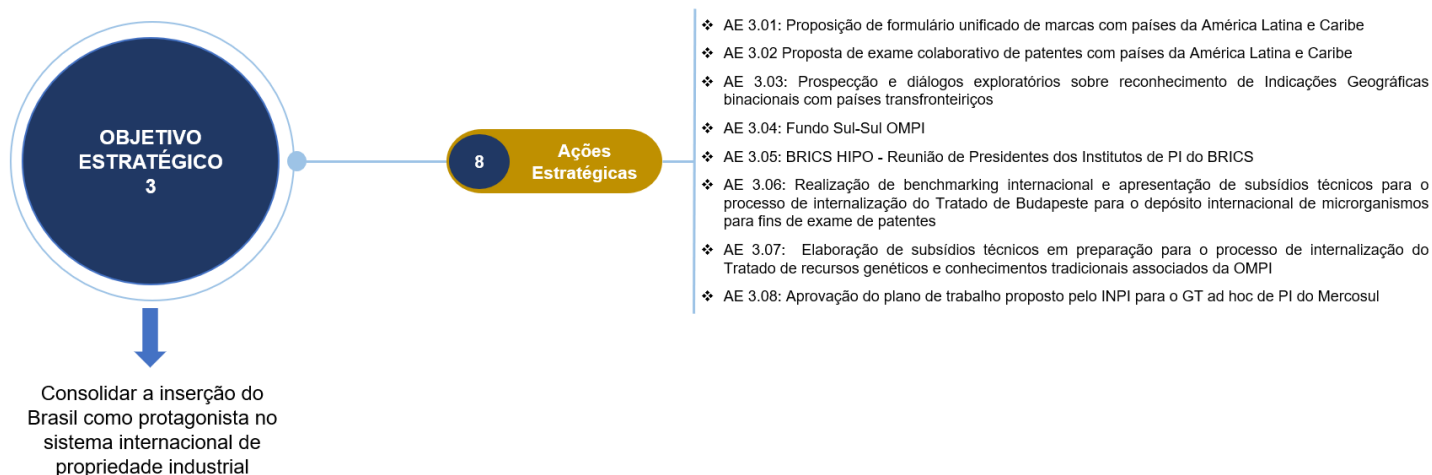 OBJETIVO
ESTRATÉGICO
3
Consolidar a inserção do
Brasil como protagonista no
sistema internacional de
propriedade industrial
8
Ações
Estratégicas
❖ AE 3.01: Proposição de formulário unificado de marcas com países da América Latina e Caribe
❖ AE 3.02 Proposta de exame colaborativo de patentes com países da América Latina e Caribe
❖ AE 3.03: Prospecção e diálogos exploratórios sobre reconhecimento de Indicações Geográficas
binacionais com países transfronteiriços
❖ AE 3.04: Fundo Sul-Sul OMPI
❖ AE 3.05: BRICS HIPO - Reunião de Presidentes dos Institutos de PI do BRICS
❖ AE 3.06: Realização de benchmarking internacional e apresentação de subsídios técnicos para o
processo de internalização do Tratado de Budapeste para o depósito internacional de microrganismos
para fins de exame de patentes
❖ AE 3.07: Elaboração de subsídios técnicos em preparação para o processo de internalização do
Tratado de recursos genéticos e conhecimentos tradicionais associados da OMPI
❖ AE 3.08: Aprovação do plano de trabalho proposto pelo INPI para o GT ad hoc de PI do Mercosul